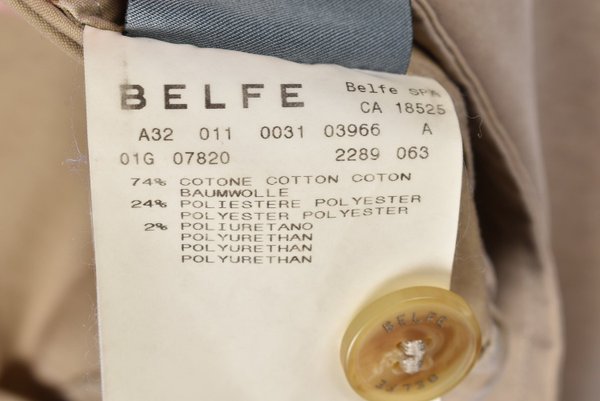 BELFE
Belfe SPA
CA 18525
A32 011 0031 03966 A
01G 07820 2289 063
74% COTONE COTTON COTON
BAUMWOLLE
24% POLIESTERE POLYESTER
POLYESTER POLYESTER
2% POLIURETANO
POLYURETHAN
POLYURETHAN
POLYURETHAN
BELFE
BELFE